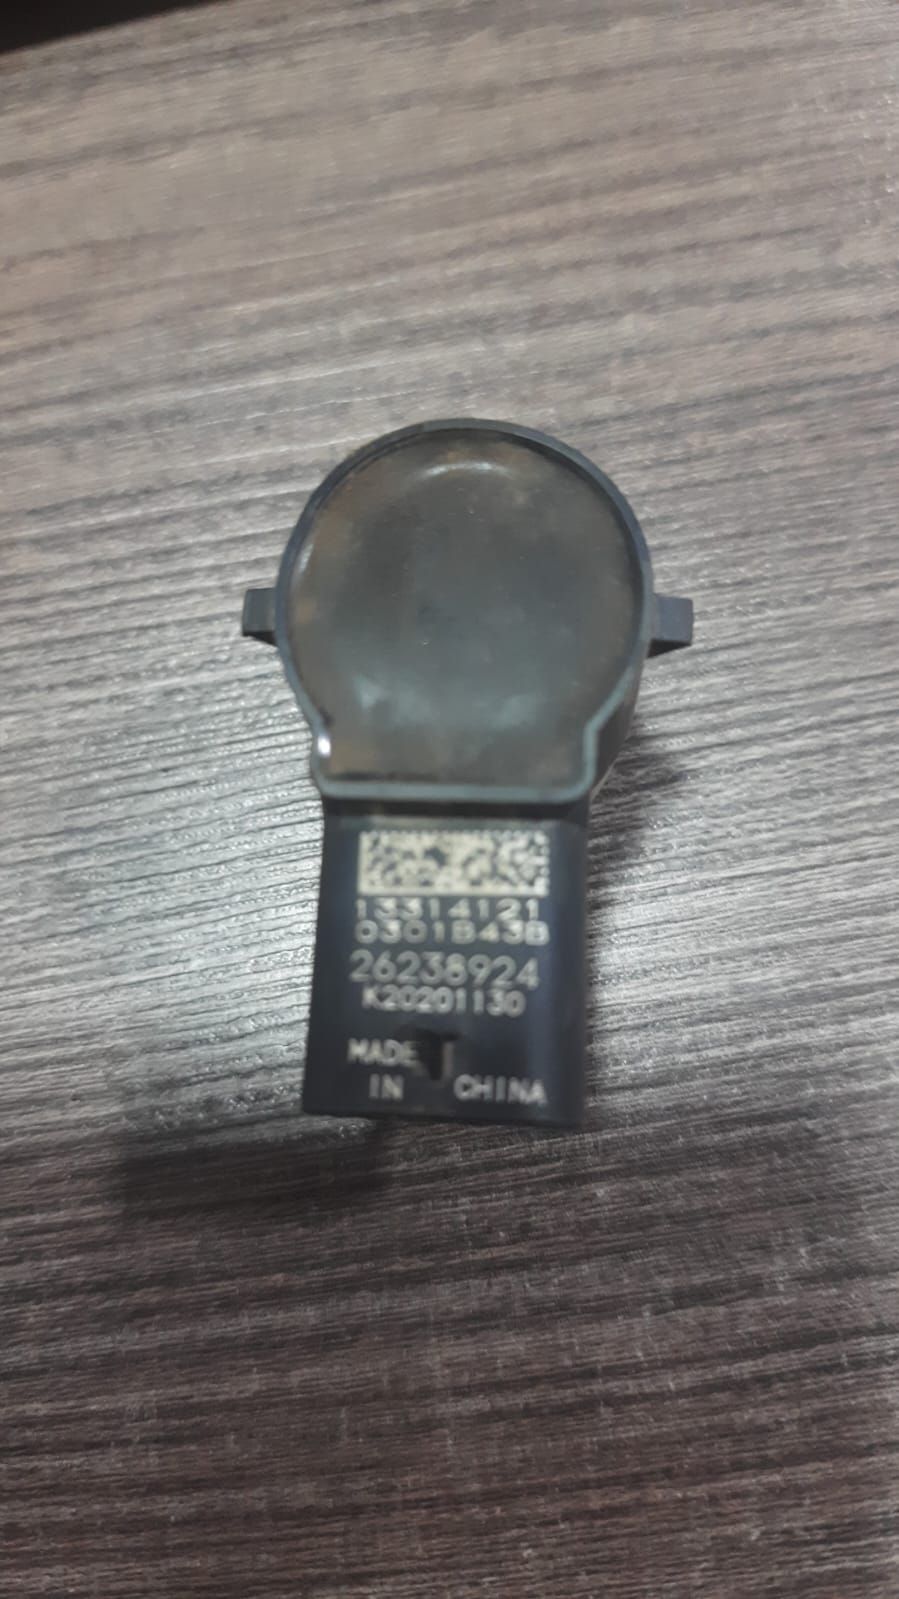 13314121
0301B43B
26238924
K20201130
MADE
IN CHINA